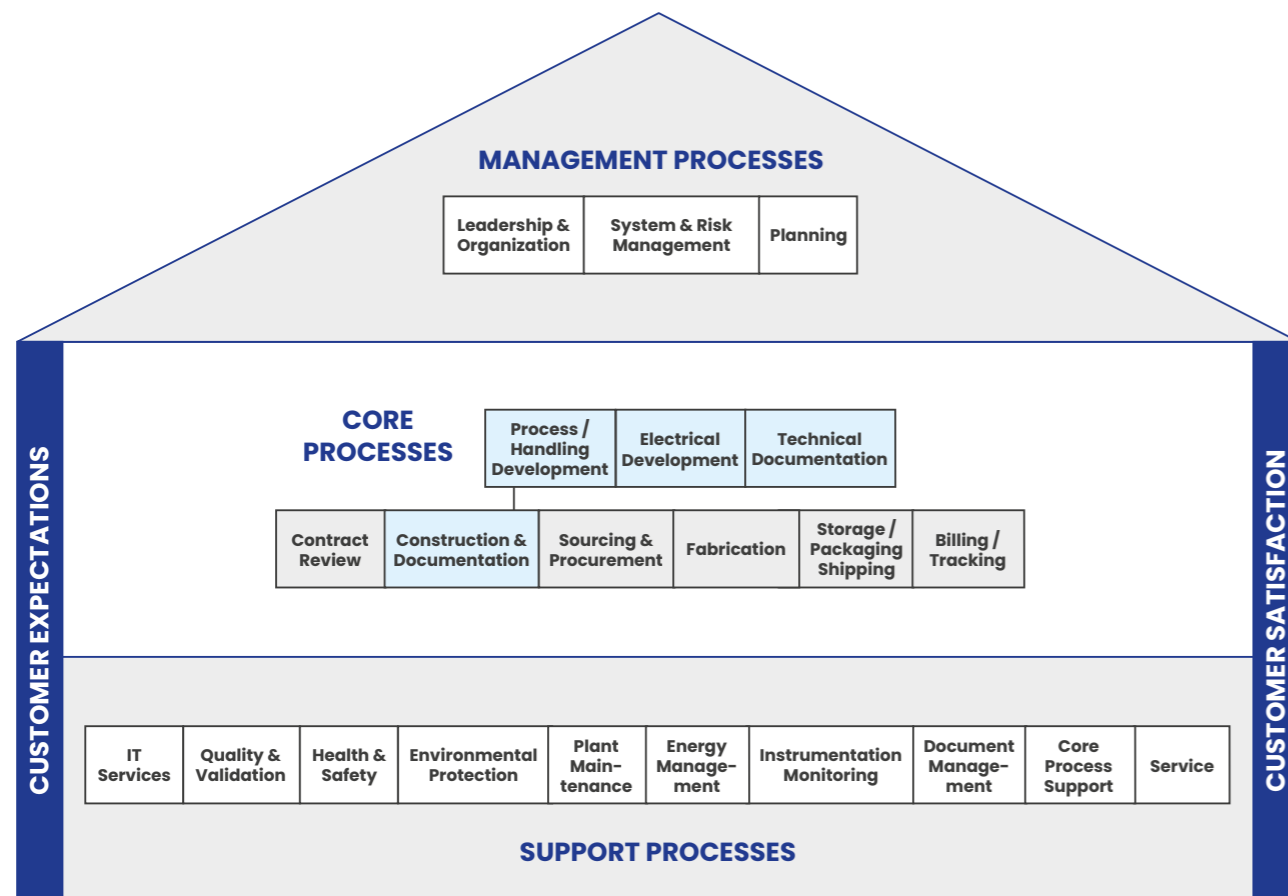 MANAGEMENT PROCESSES
Leadership &
Organization
System & Risk
Management
Planning
CUSTOMER EXPECTATIONS
CORE
PROCESSES
Process /
Handling
Development
Electrical
Development
Technical
Documentation
Contract
Review
Construction &
Documentation
Sourcing &
Procurement
Fabrication
Storage /
Packaging
Shipping
Billing /
Tracking
CUSTOMER SATISFACTION
IT
Services
Quality &
Validation
Health &
Safety
Environmental
Protection
Plant
Main-
tenance
Energy
Manage-
ment
Instrumentation
Monitoring
Document
Manage-
ment
Core
Process
Support
Service
SUPPORT PROCESSES